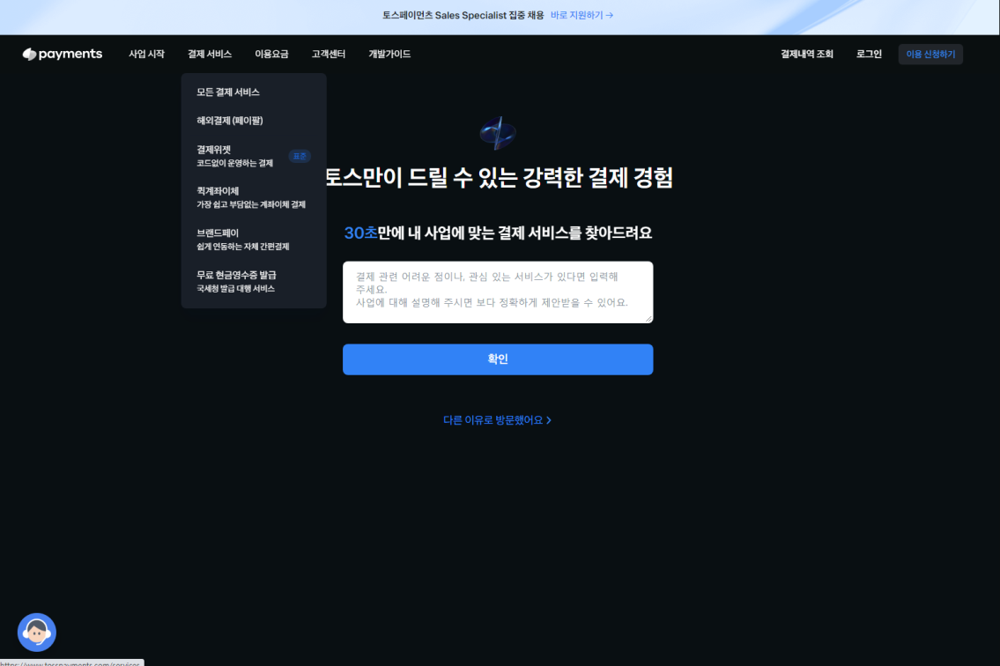 토스페이먼츠 Sales Specialist 집중 채용 바로 지원하기 →
payments 사업 시작 결제 서비스 이용요금 고객센터 개발가이드 결제내역 조회 로그인 이용 신청하기
모든 결제 서비스
해외결제 (페이팔)
결제위젯
코드없이 운영하는 결제
표준
퀵계좌이체
가장 쉽고 부담없는 계좌이체 결제
브랜드페이
쉽게 연동하는 자체 간편결제
무료 현금영수증 발급
국세청 발급 대행 서비스
토스만이 드릴 수 있는 강력한 결제 경험
30초만에 내 사업에 맞는 결제 서비스를 찾아드려요
결제 관련 어려운 점이나, 관심 있는 서비스가 있다면 입력해
주세요.
사업에 대해 설명해 주시면 보다 정확하게 제안받을 수 있어요.
확인
다른 이유로 방문했어요 >
https://www.tosspayments.com/services